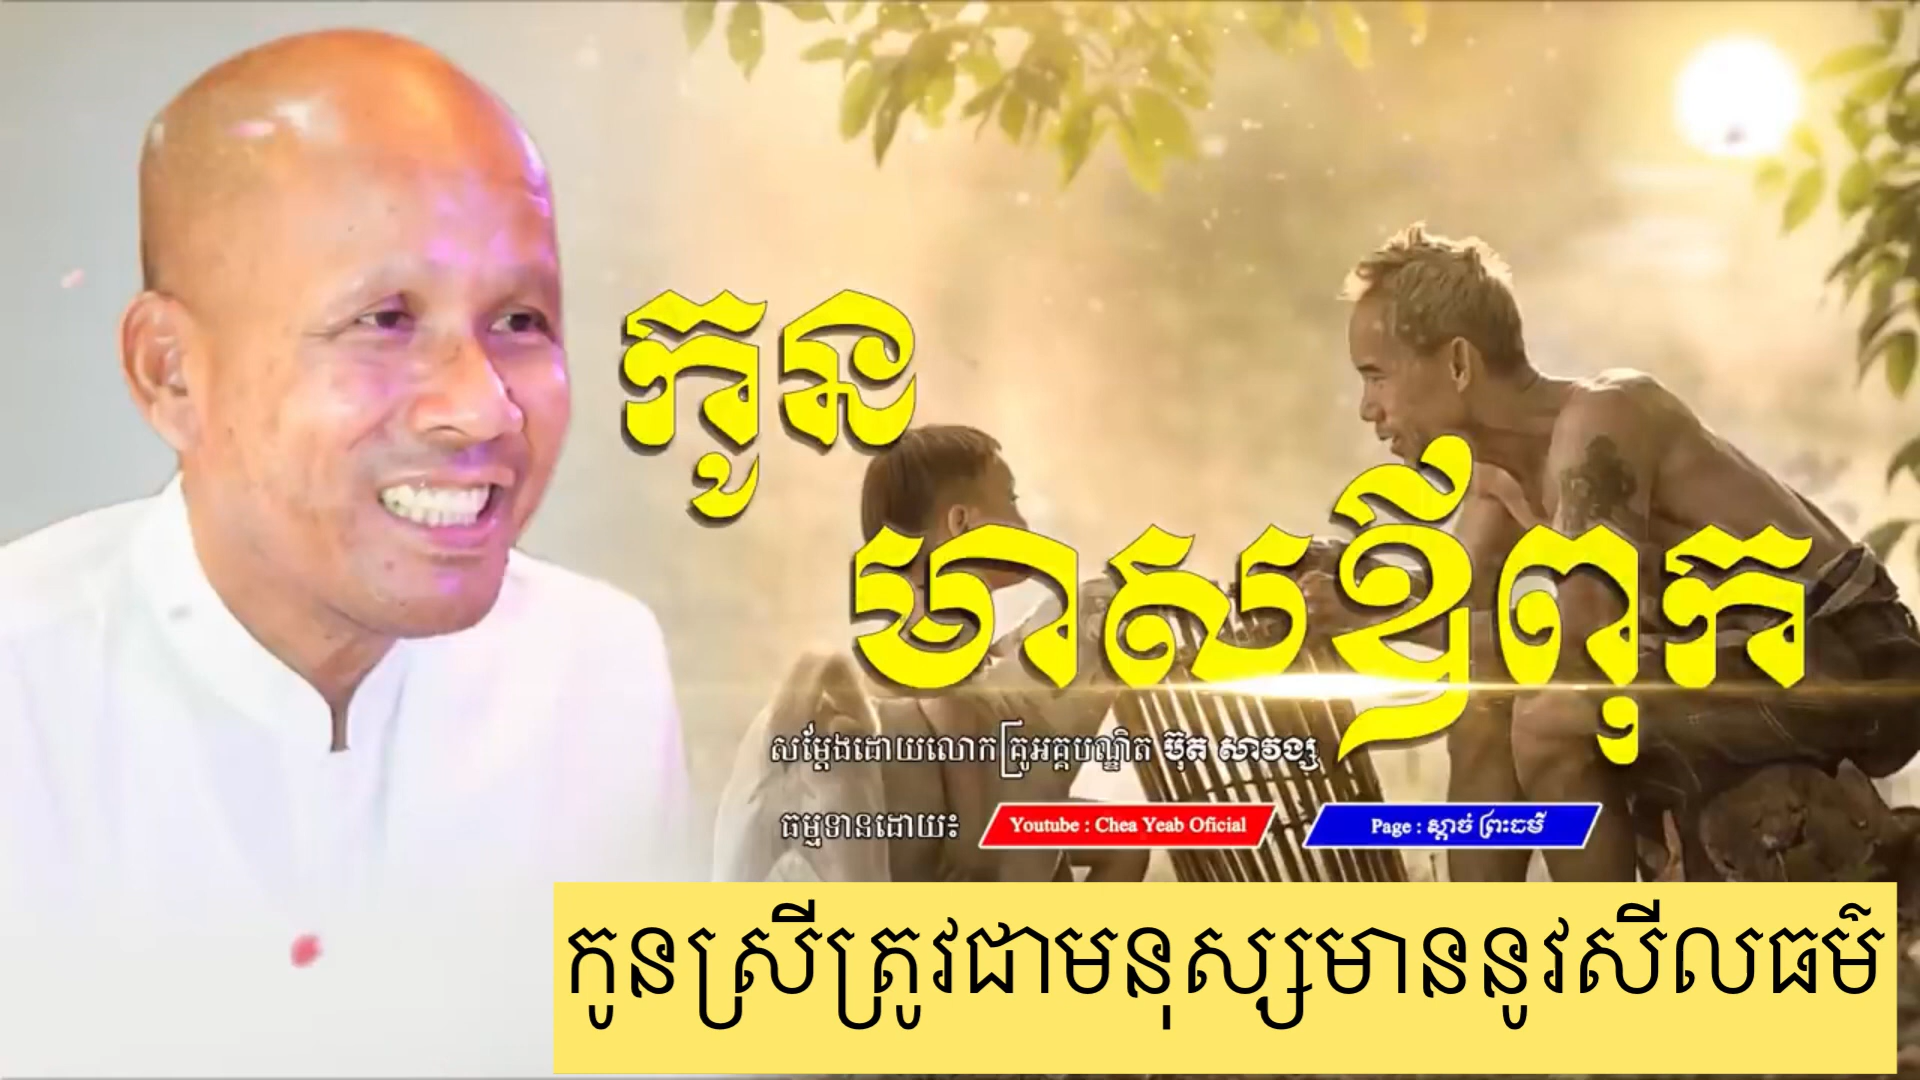 កូន
មាសឪពុក
សម្ដែងដោយលោកគ្រូអគ្គបណ្ឌិត ប៊ុត សាវង្ស
ធម្មទានដោយ៖ Youtube : Chea Yeab Oficial Page : ស្ដាប់ ព្រះធម៌
កូនស្រីត្រូវជាមនុស្សមាននូវសីលធម៌